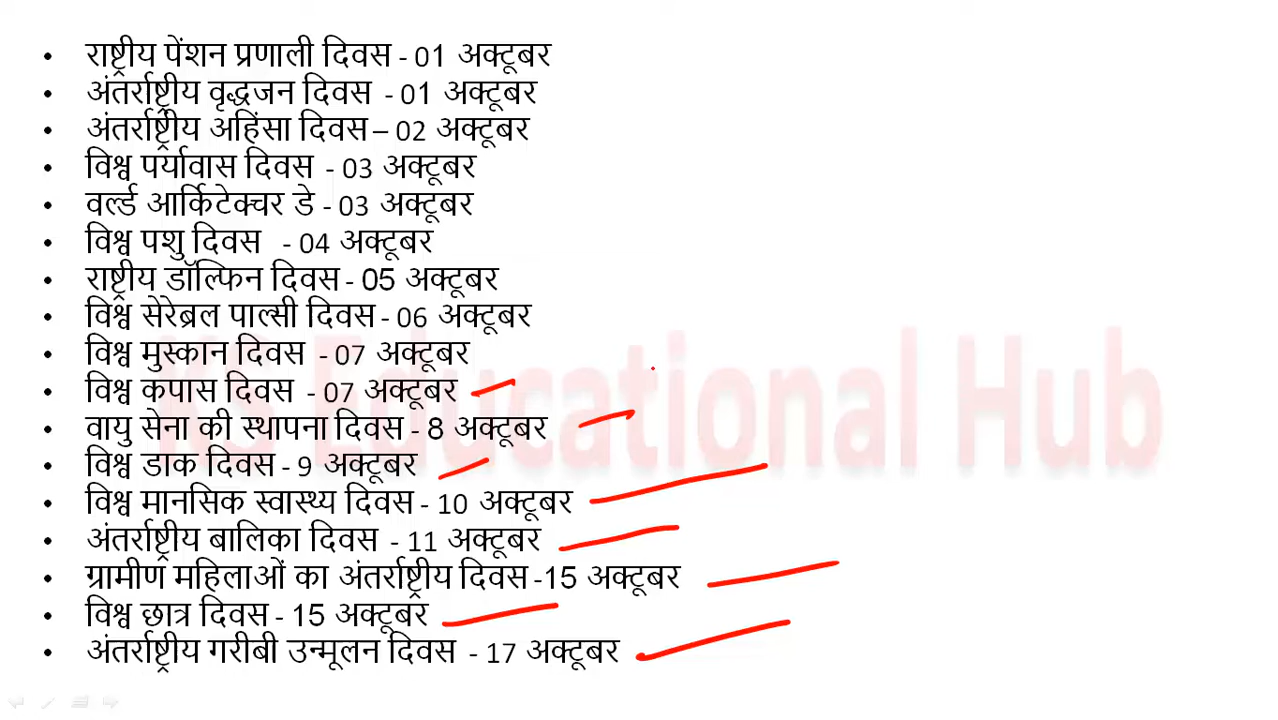 • राष्ट्रीय पेंशन प्रणाली दिवस - 01 अक्टूबर
• अंतर्राष्ट्रीय वृद्धजन दिवस - 01 अक्टूबर
• अंतर्राष्ट्रीय अहिंसा दिवस – 02 अक्टूबर
• विश्व पर्यावास दिवस - 03 अक्टूबर
• वर्ल्ड आर्किटेक्चर डे - 03 अक्टूबर
• विश्व पशु दिवस - 04 अक्टूबर
• राष्ट्रीय डॉल्फिन दिवस - 05 अक्टूबर
• विश्व सेरेब्रल पाल्सी दिवस - 06 अक्टूबर
• विश्व मुस्कान दिवस - 07 अक्टूबर
• विश्व कपास दिवस - 07 अक्टूबर
• वायु सेना की स्थापना दिवस - 8 अक्टूबर
• विश्व डाक दिवस - 9 अक्टूबर
• विश्व मानसिक स्वास्थ्य दिवस - 10 अक्टूबर
• अंतर्राष्ट्रीय बालिका दिवस - 11 अक्टूबर
• ग्रामीण महिलाओं का अंतर्राष्ट्रीय दिवस -15 अक्टूबर
• विश्व छात्र दिवस - 15 अक्टूबर
• अंतर्राष्ट्रीय गरीबी उन्मूलन दिवस - 17 अक्टूबर
KS Educational Hub